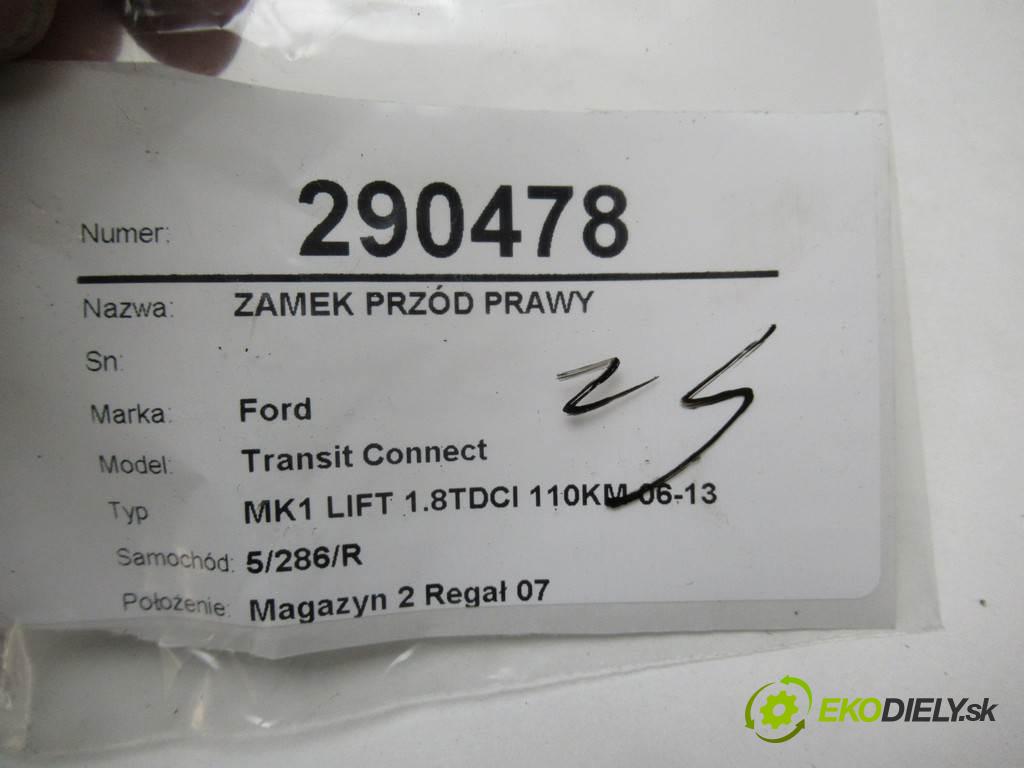 Numer: 290478
Nazwa: ZAMEK PRZÓD PRAWY
Sn:
Marka: Ford
Model: Transit Connect
Typ MK1 LIFT 1.8TDCI 110KM 06-13
Samochód: 5/286/R
Położenie: Magazyn 2 Regał 07
EKODIELY.sk